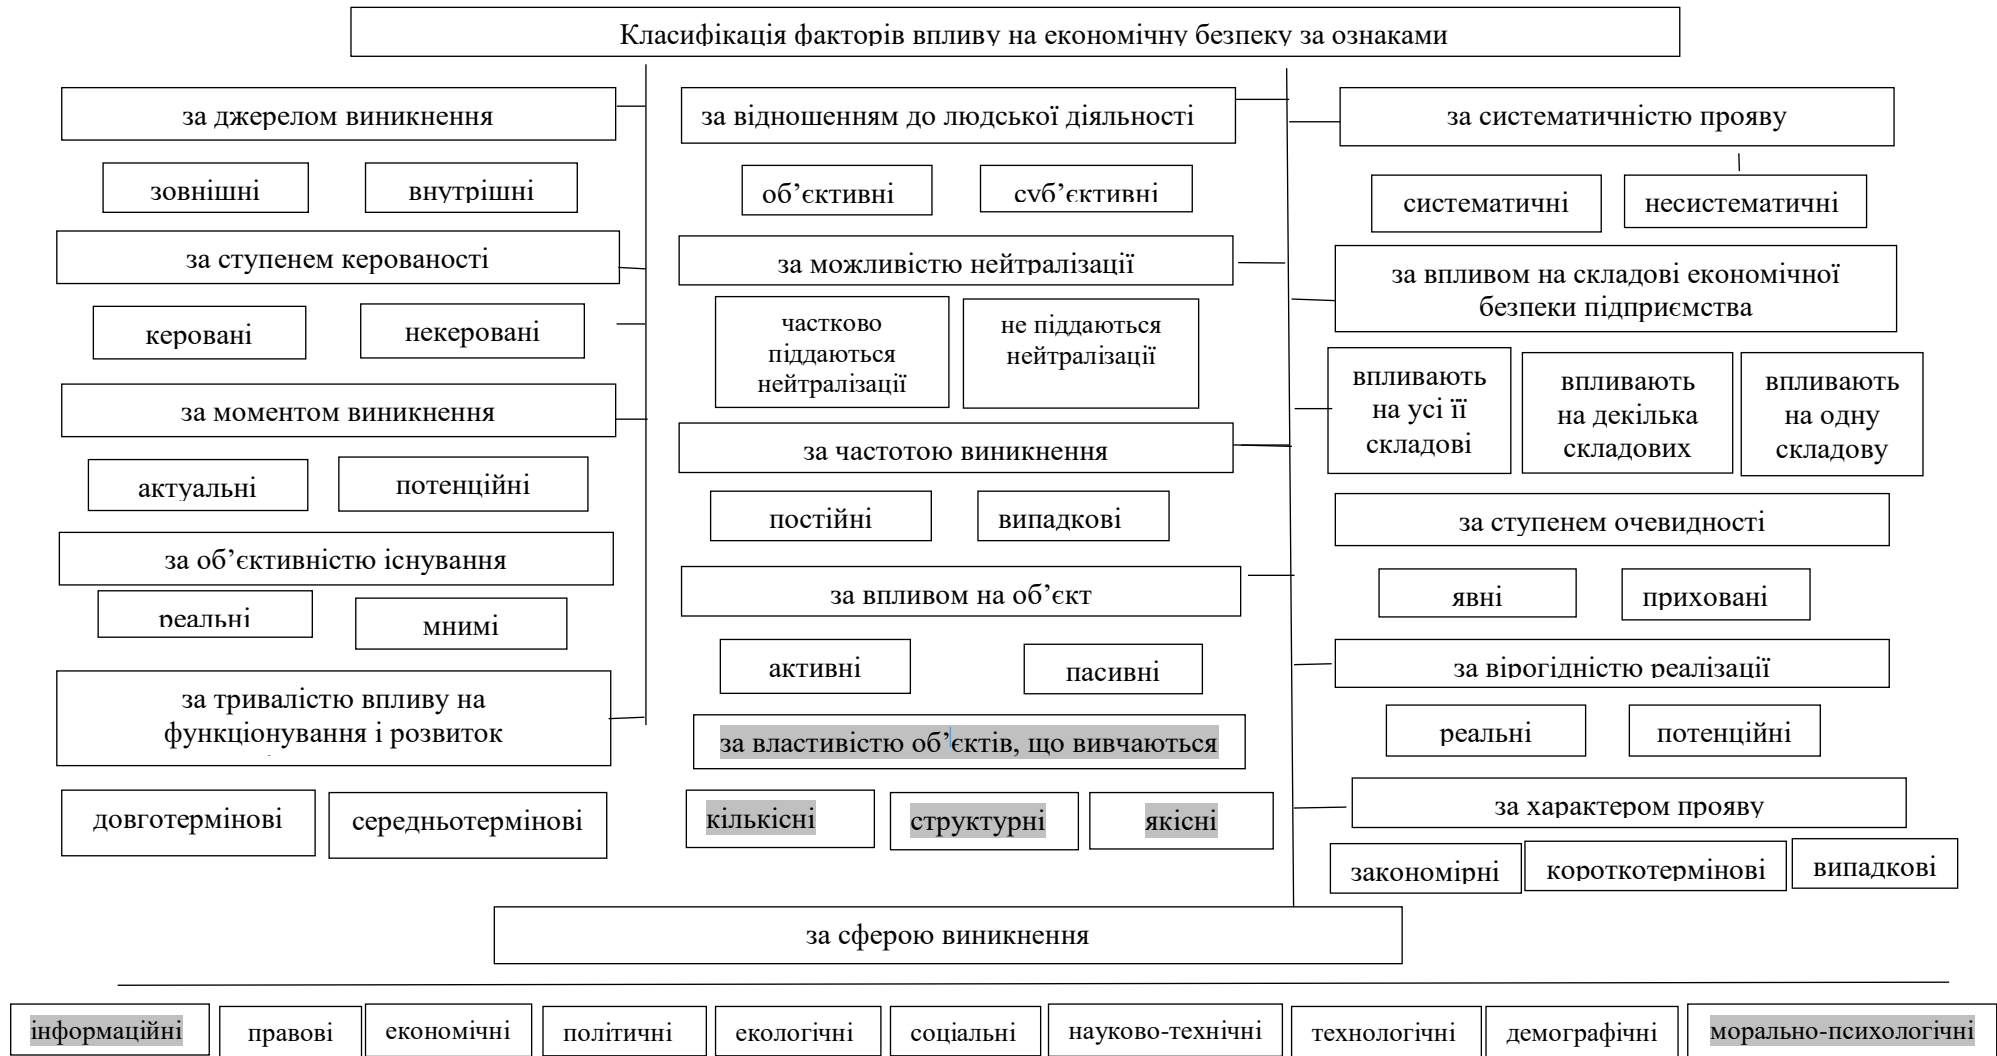 Класифікація факторів впливу на економічну безпеку за ознаками
за джерелом виникнення
зовнішні
внутрішні
за ступенем керованості
керовані
некеровані
за моментом виникнення
актуальні
потенційні
за об’єктивністю існування
реальні
мнимі
за тривалістю впливу на
функціонування і розвиток
довготермінові
середньотермінові
за відношенням до людської діяльності
об’єктивні
суб’єктивні
за можливістю нейтралізації
частково
піддаються
нейтралізації
не піддаються
нейтралізації
за частотою виникнення
постійні
випадкові
за впливом на об’єкт
активні
пасивні
за властивістю об’єктів, що вивчаються
кількісні
структурні
якісні
за систематичністю прояву
систематичні
несистематичні
за впливом на складові економічної
безпеки підприємства
впливають
на усі її
складові
впливають
на декілька
складових
впливають
на одну
складову
за ступенем очевидності
явні
приховані
за вірогідністю реалізації
реальні
потенційні
за характером прояву
закономірні
короткотермінові
випадкові
за сферою виникнення
інформаційні
правові
економічні
політичні
екологічні
соціальні
науково-технічні
технологічні
демографічні
морально-психологічні